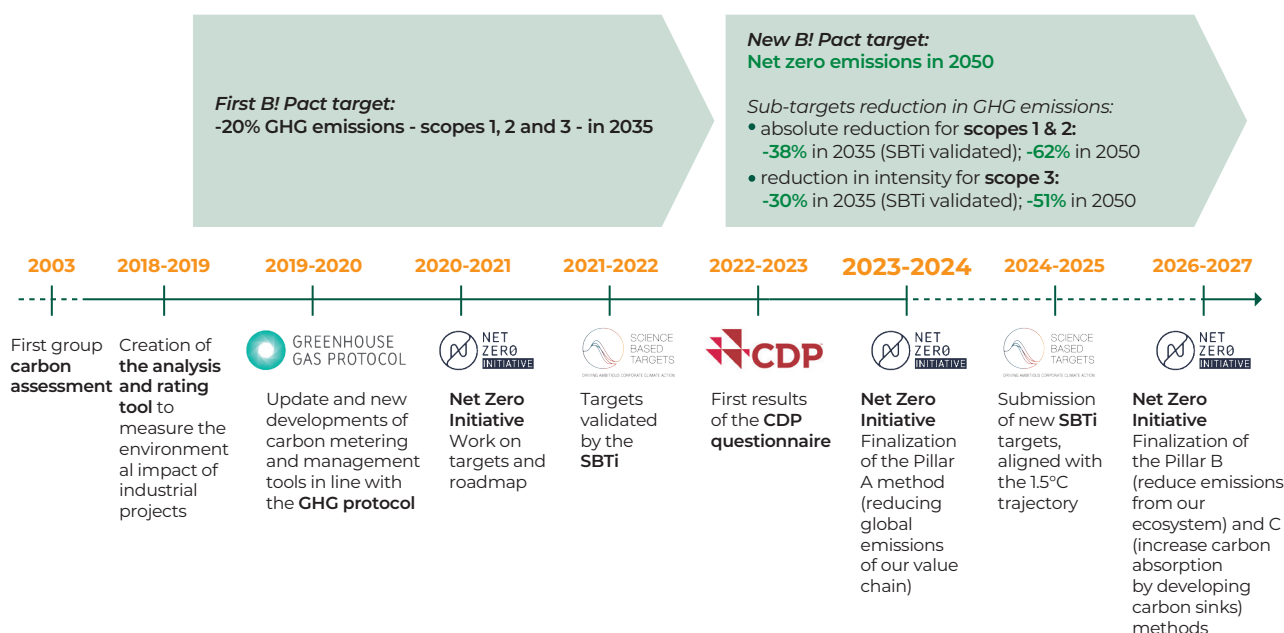 First B! Pact target:
-20% GHG emissions - scopes 1, 2 and 3 - in 2035
New B! Pact target:
Net zero emissions in 2050
Sub-targets reduction in GHG emissions:
• absolute reduction for scopes 1 & 2:
-38% in 2035 (SBTi validated); -62% in 2050
• reduction in intensity for scope 3:
-30% in 2035 (SBTi validated); -51% in 2050
2003
First group
carbon
assessment
2018-2019
Creation of
the analysis
and rating
tool to
measure the
environment
al impact of
industrial
projects
2019-2020
GREENHOUSE
GAS PROTOCOL
Update and new
developments of
carbon metering
and management
tools in line with
the GHG protocol
2020-2021
NET
ZERO
INITIATIVE
Net Zero
Initiative
Work on
targets and
roadmap
2021-2022
SCIENCE
BASED
TARGETS
DRIVING AMBITIOUS CORPORATE CLIMATE ACTION
Targets
validated
by the
SBTi
2022-2023
CDP
First results
of the CDP
questionnaire
2023-2024
NET
ZERO
INITIATIVE
Net Zero
Initiative
Finalization
of the Pillar
A method
(reducing
global
emissions
of our value
chain)
2024-2025
SCIENCE
BASED
TARGETS
DRIVING AMBITIOUS CORPORATE CLIMATE ACTION
Submission
of new SBTi
targets,
aligned with
the 1.5°C
trajectory
2026-2027
NET
ZERO
INITIATIVE
Net Zero
Initiative
Finalization of
the Pillar B
(reduce emissions
from our
ecosystem) and C
(increase carbon
absorption
by developing
carbon sinks)
methods